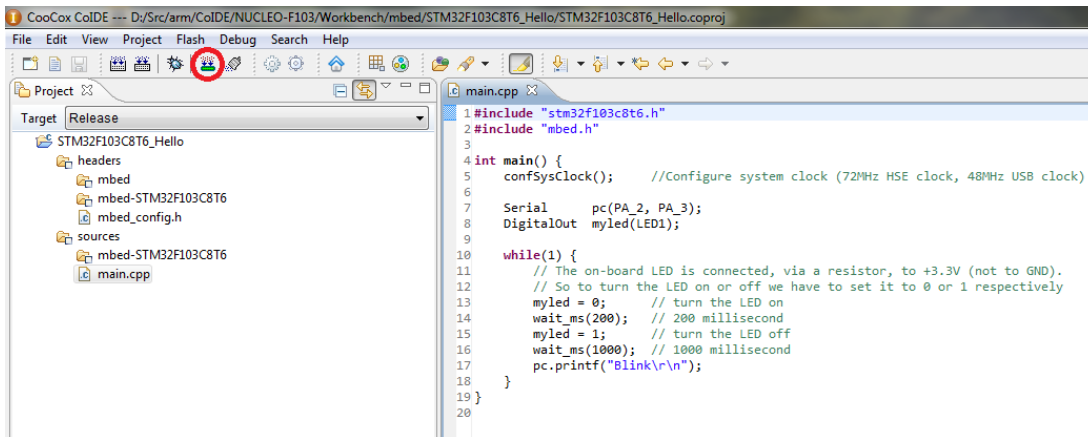 CooCox CoIDE --- D:/Src/arm/CoIDE/NUCLEO-F103/Workbench/mbed/STM32F103C8T6_Hello/STM32F103C8T6_Hello.coproj
File Edit View Project Flash Debug Search Help
Project
Target Release
STM32F103C8T6_Hello
headers
mbed
mbed-STM32F103C8T6
mbed_config.h
sources
mbed-STM32F103C8T6
main.cpp
main.cpp
1 #include "stm32f103c8t6.h"
2 #include "mbed.h"
3
4 int main() {
5     confSysClock();     //Configure system clock (72MHz HSE clock, 48MHz USB clock)
6
7     Serial      pc(PA_2, PA_3);
8     DigitalOut  myled(LED1);
9
10     while(1) {
11         // The on-board LED is connected, via a resistor, to +3.3V (not to GND).
12         // So to turn the LED on or off we have to set it to 0 or 1 respectively
13         myled = 0;      // turn the LED on
14         wait_ms(200);   // 200 millisecond
15         myled = 1;      // turn the LED off
16         wait_ms(1000);  // 1000 millisecond
17         pc.printf("Blink\r\n");
18     }
19 }
20